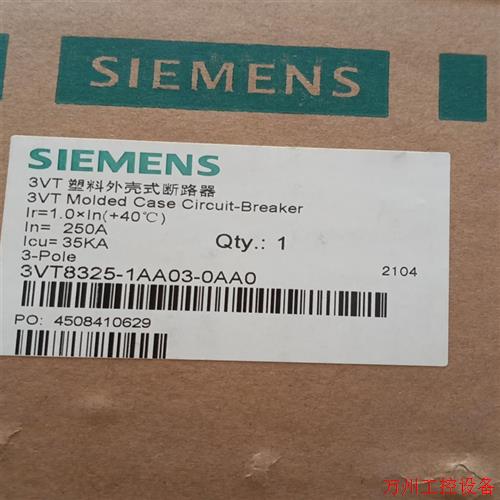 SIEMENS
SIEMENS
3VT 塑料外壳式断路器
3VT Molded Case Circuit-Breaker
Ir=1.0×In(+40℃)
In= 250A
Icu= 35KA
Qty.: 1
3-Pole
3VT8325-1AA03-0AA0
2104
PO: 4508410629
万州工控设备